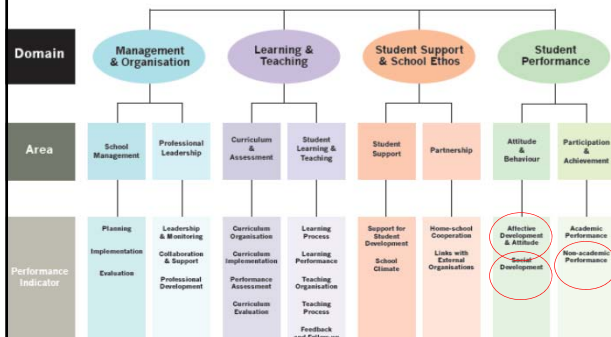 Domain
Management
& Organisation
Learning &
Teaching
Student Support
& School Ethos
Student
Performance
Area
School
Management
Professional
Leadership
Curriculum
&
Assessment
Student
Learning &
Teaching
Student
Support
Partnership
Attitude
&
Behaviour
Participation
&
Achievement
Performance
Indicator
Planning
Implementation
Evaluation
Leadership
& Monitoring
Collaboration
& Support
Professional
Development
Curriculum
Organisation
Curriculum
Implementation
Performance
Assessment
Curriculum
Evaluation
Learning
Process
Learning
Performance
Teaching
Organisation
Teaching
Process
Feedback
Support for
Student
Development
School
Climate
Home-school
Cooperation
Links with
External
Organisations
Affective
Development
& Attitude
Social
Development
Academic
Performance
Non-academic
Performance